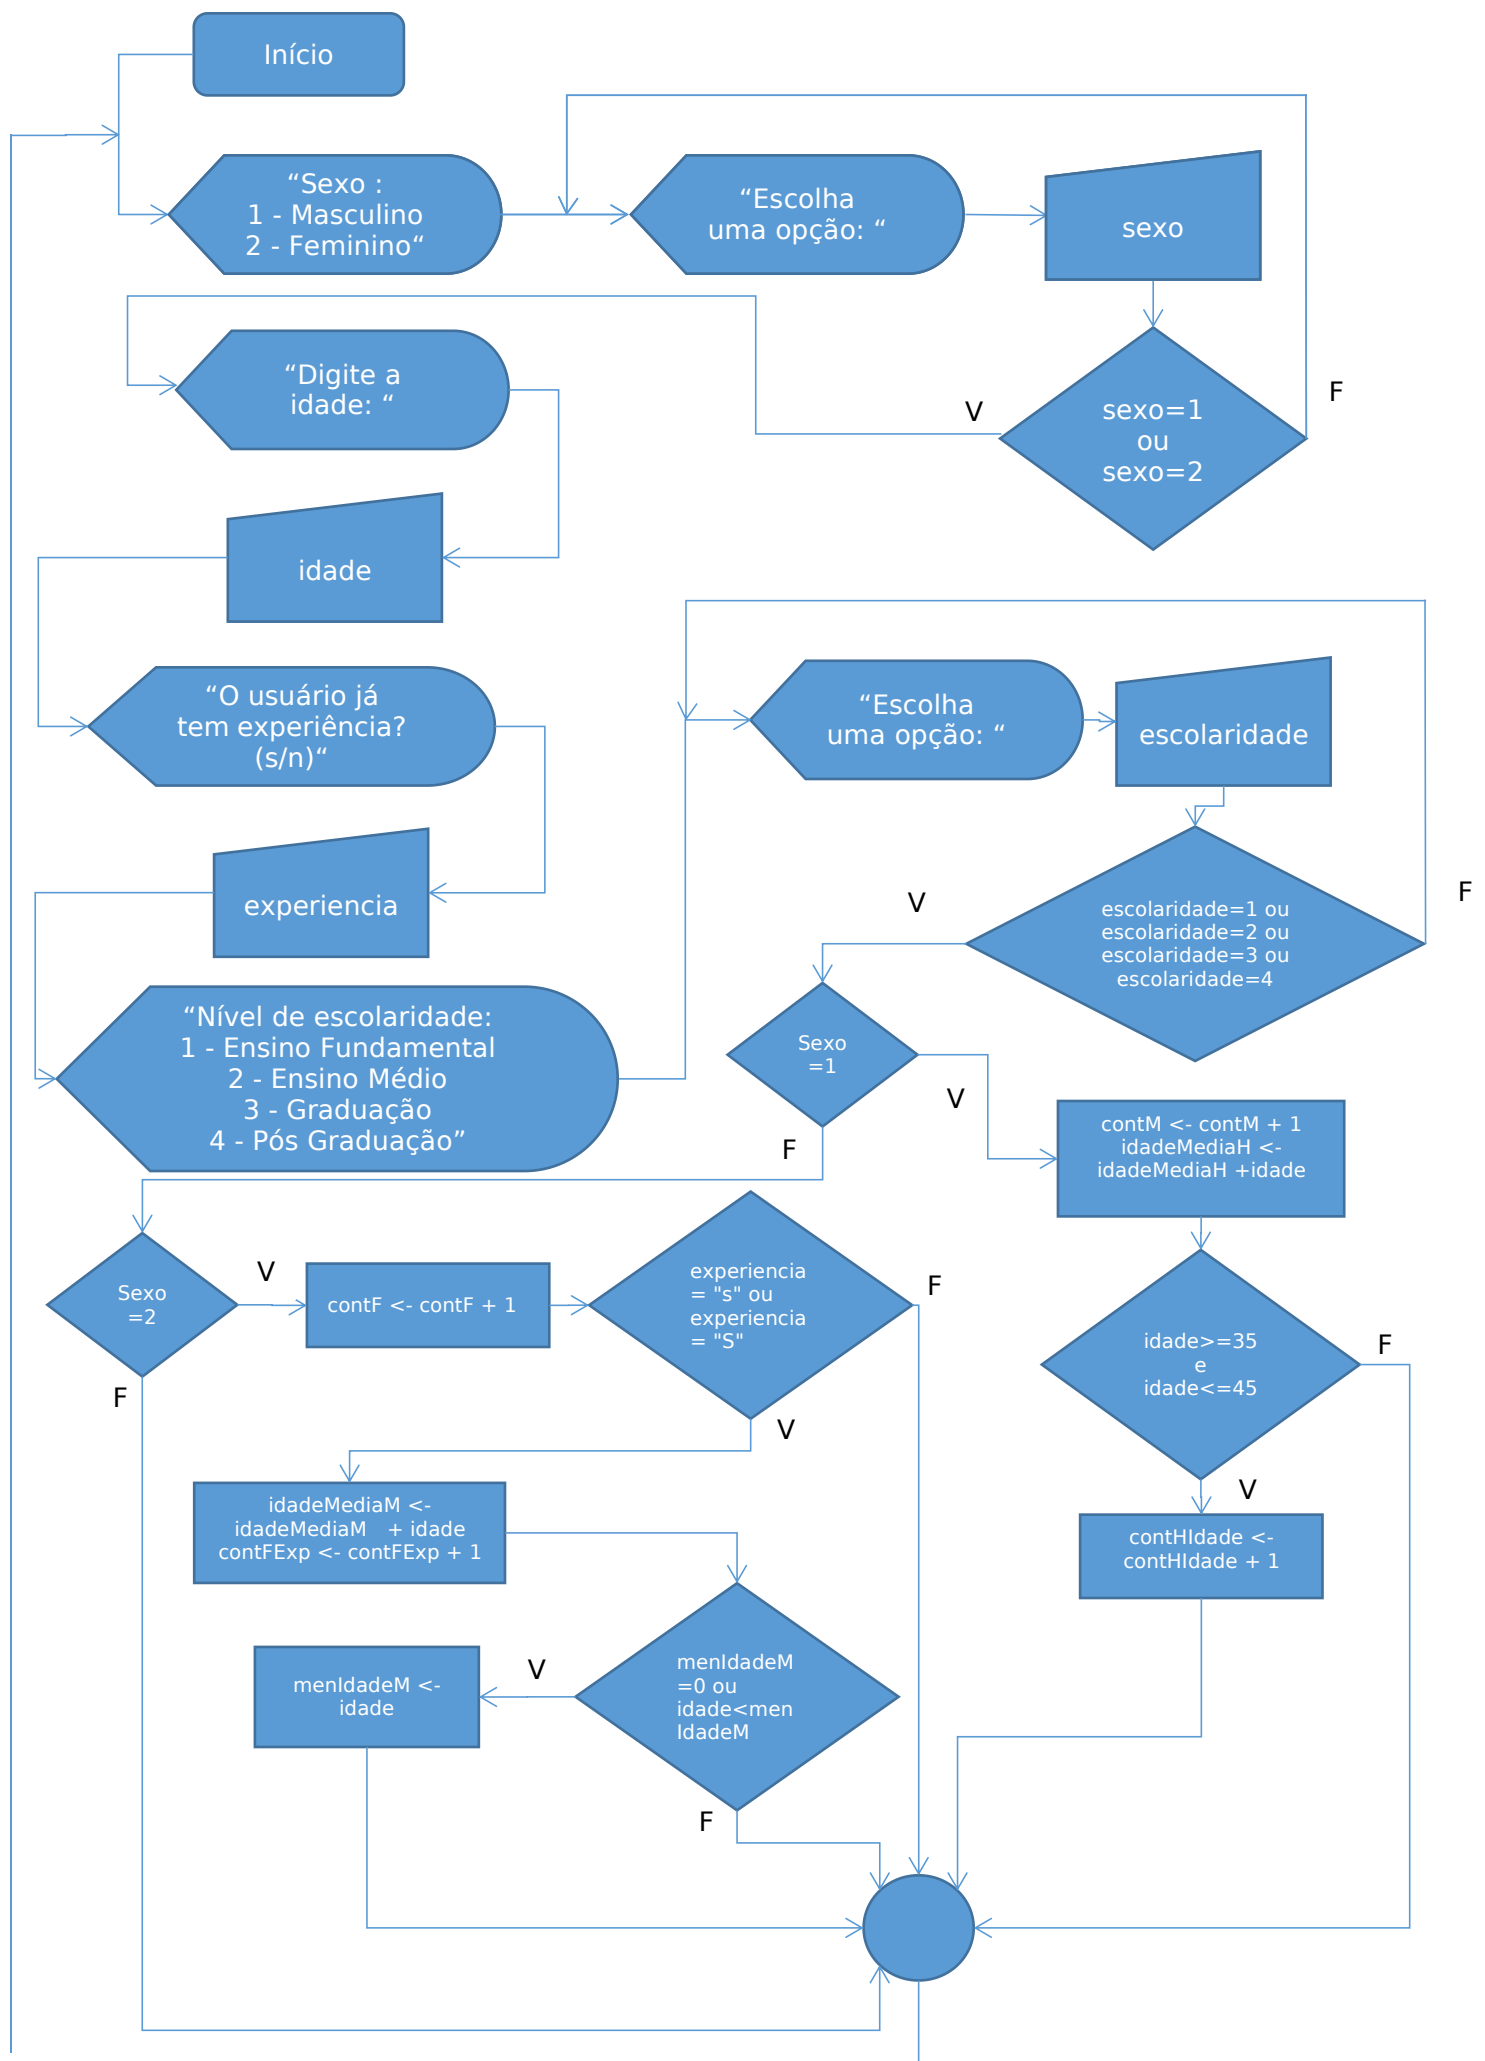 Início
“Sexo :
1 - Masculino
2 - Feminino“
“Escolha
uma opção: “
sexo
sexo=1
ou
sexo=2
V
F
“Digite a
idade: “
idade
“O usuário já
tem experiência?
(s/n)“
experiencia
“Nível de escolaridade:
1 - Ensino Fundamental
2 - Ensino Médio
3 - Graduação
4 - Pós Graduação”
“Escolha
uma opção: “
escolaridade
escolaridade=1 ou
escolaridade=2 ou
escolaridade=3 ou
escolaridade=4
V
F
Sexo
=1
V
F
contM <- contM + 1
idadeMediaH <-
idadeMediaH +idade
Sexo
=2
V
F
contF <- contF + 1
experiencia
= "s" ou
experiencia
= "S"
F
V
idade>=35
e
idade<=45
F
V
idadeMediaM <-
idadeMediaM + idade
contFExp <- contFExp + 1
contHIdade <-
contHIdade + 1
menIdadeM
=0 ou
idade<men
IdadeM
V
F
menIdadeM <-
idade